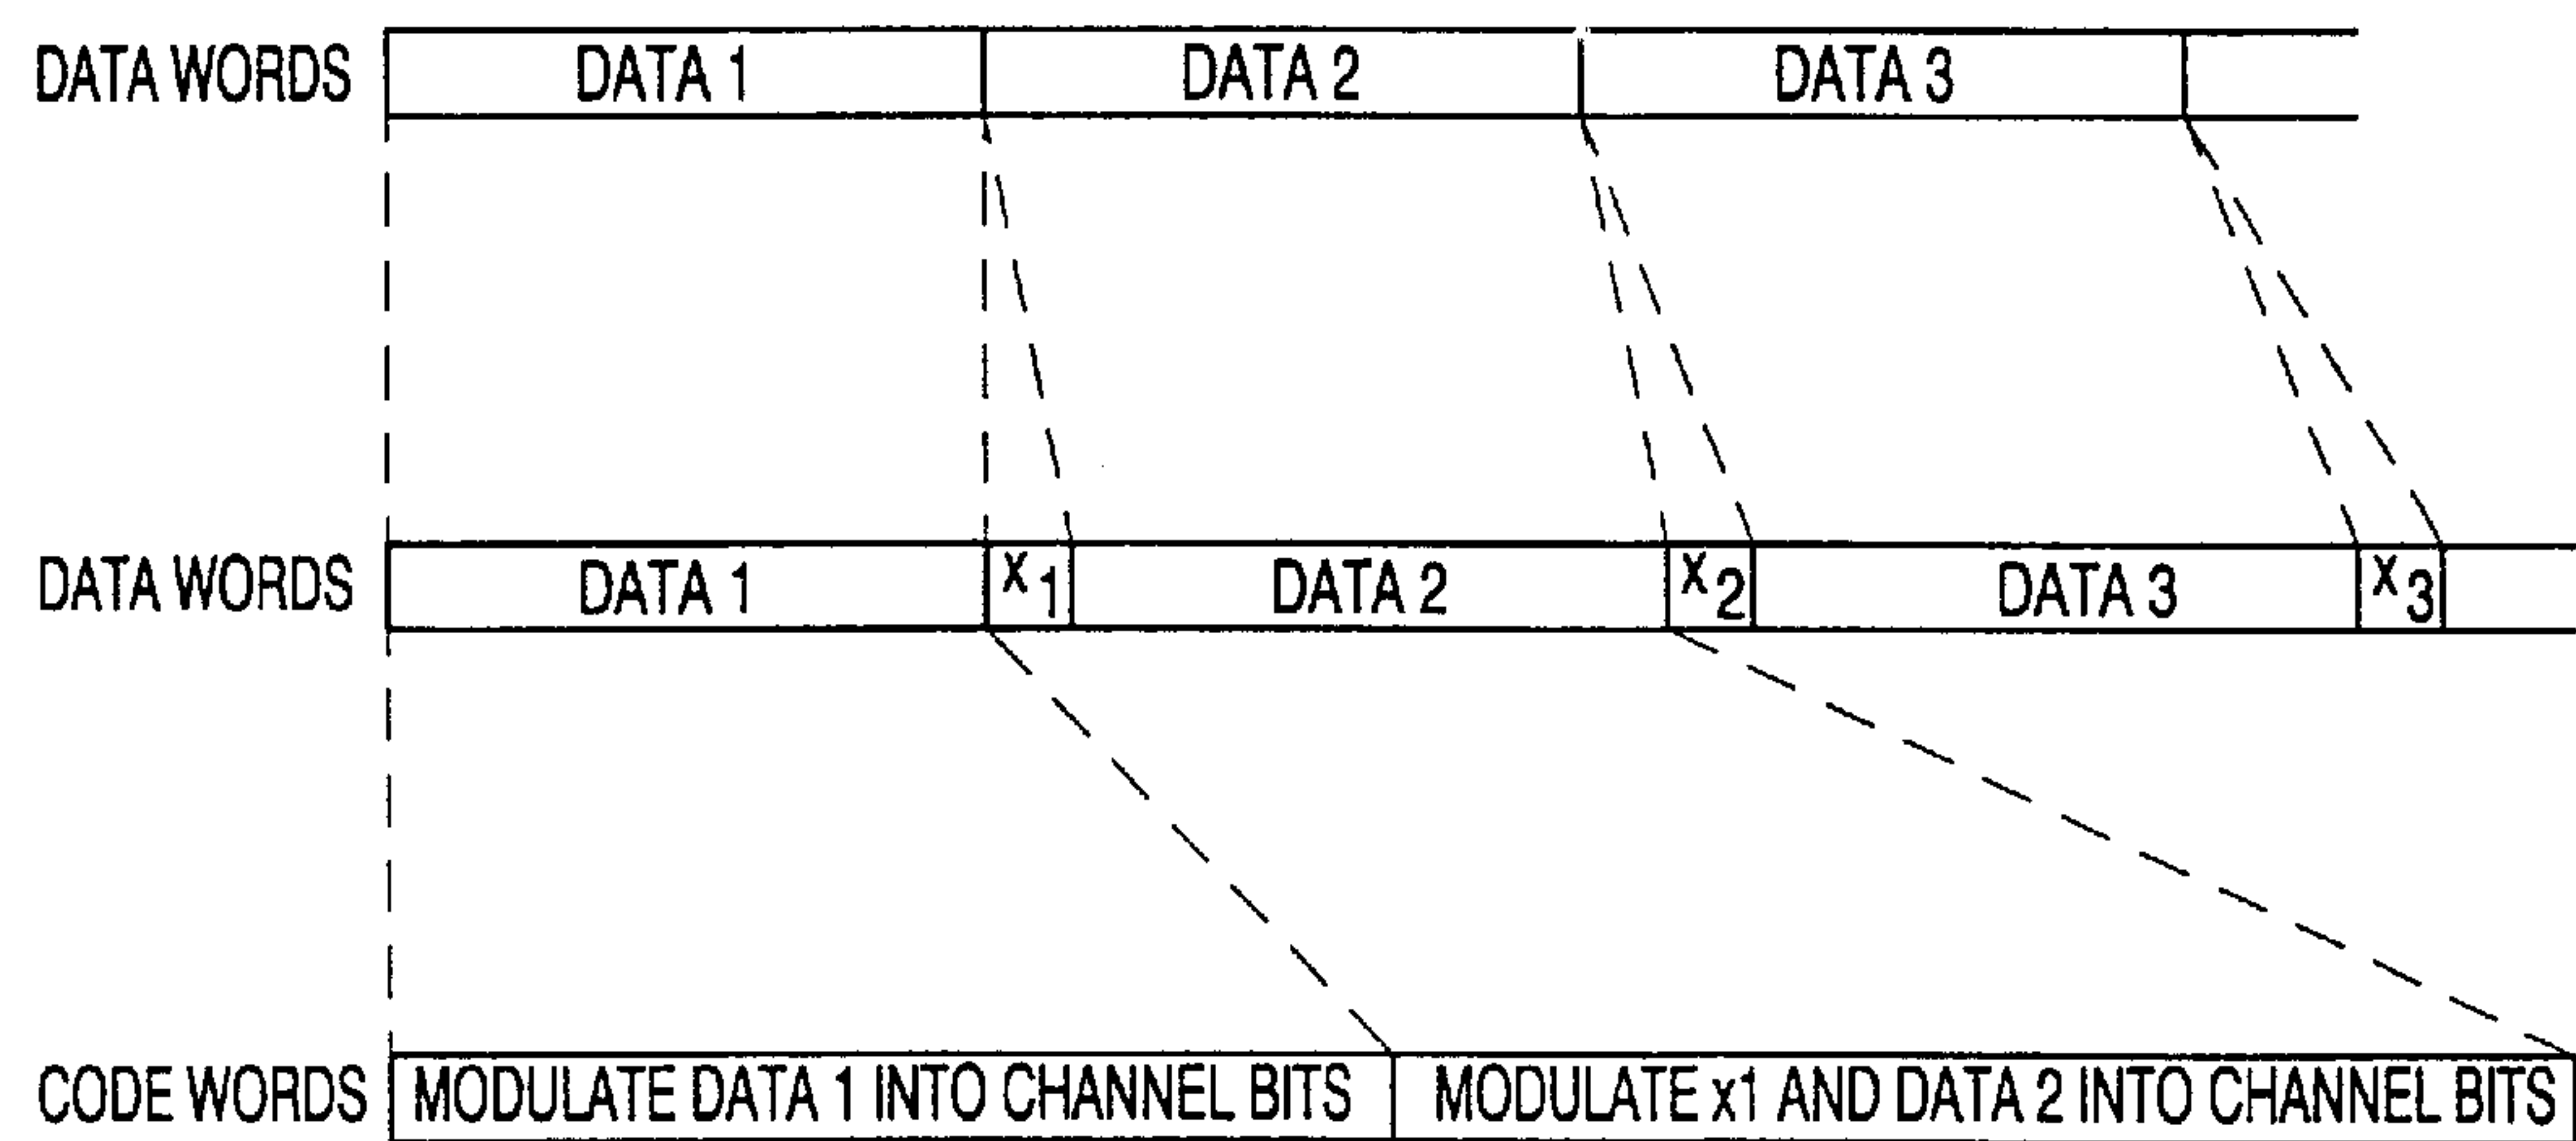 DATA WORDS DATA 1 DATA 2 DATA 3
DATA WORDS DATA 1 x1 DATA 2 x2 DATA 3 x3
CODE WORDS MODULATE DATA 1 INTO CHANNEL BITS MODULATE x1 AND DATA 2 INTO CHANNEL BITS